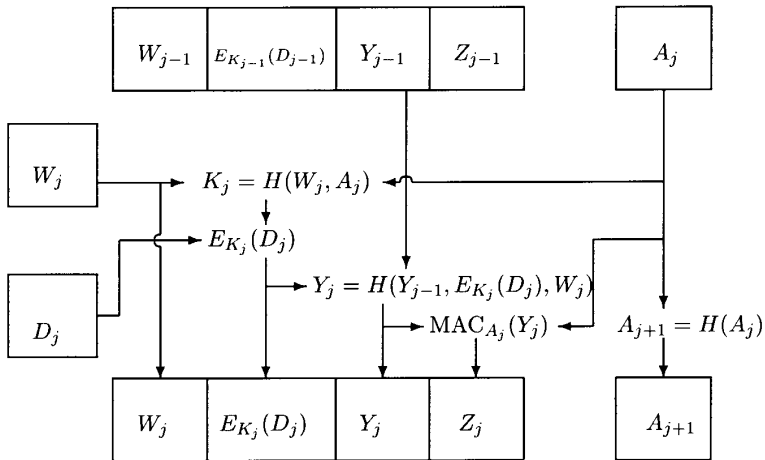 W_{j-1} E_{K_{j-1}}(D_{j-1}) Y_{j-1} Z_{j-1} A_j
W_j K_j = H(W_j, A_j)
E_{K_j}(D_j)
Y_j = H(Y_{j-1}, E_{K_j}(D_j), W_j)
D_j MAC_{A_j}(Y_j) A_{j+1} = H(A_j)
W_j E_{K_j}(D_j) Y_j Z_j A_{j+1}